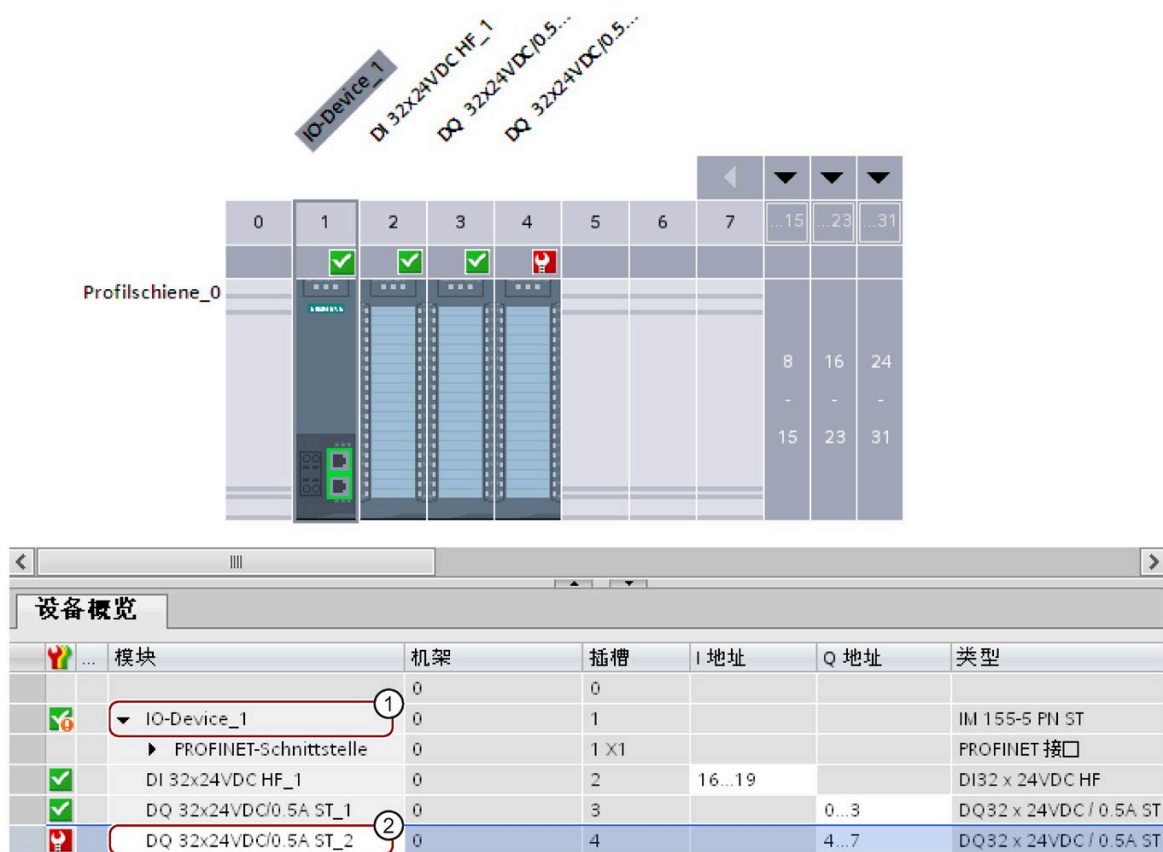 IO-Device_1
DI 32x24VDC HF_1
DQ 32x24VDC/0.5...
DQ 32x24VDC/0.5...
0 1 2 3 4 5 6 7 ...15 ...23 ...31
Profilschiene_0
SIEMENS
8 16 24
- - -
15 23 31
设备概览
... 模块 机架 插槽 I 地址 Q 地址 类型
0 0
① IO-Device_1 0 1 IM 155-5 PN ST
PROFINET-Schnittstelle 0 1 X1 PROFINET 接口
DI 32x24VDC HF_1 0 2 16...19 DI32 x 24VDC HF
DQ 32x24VDC/0.5A ST_1 0 3 0...3 DQ32 x 24VDC / 0.5A ST
② DQ 32x24VDC/0.5A ST_2 0 4 4...7 DQ32 x 24VDC / 0.5A ST